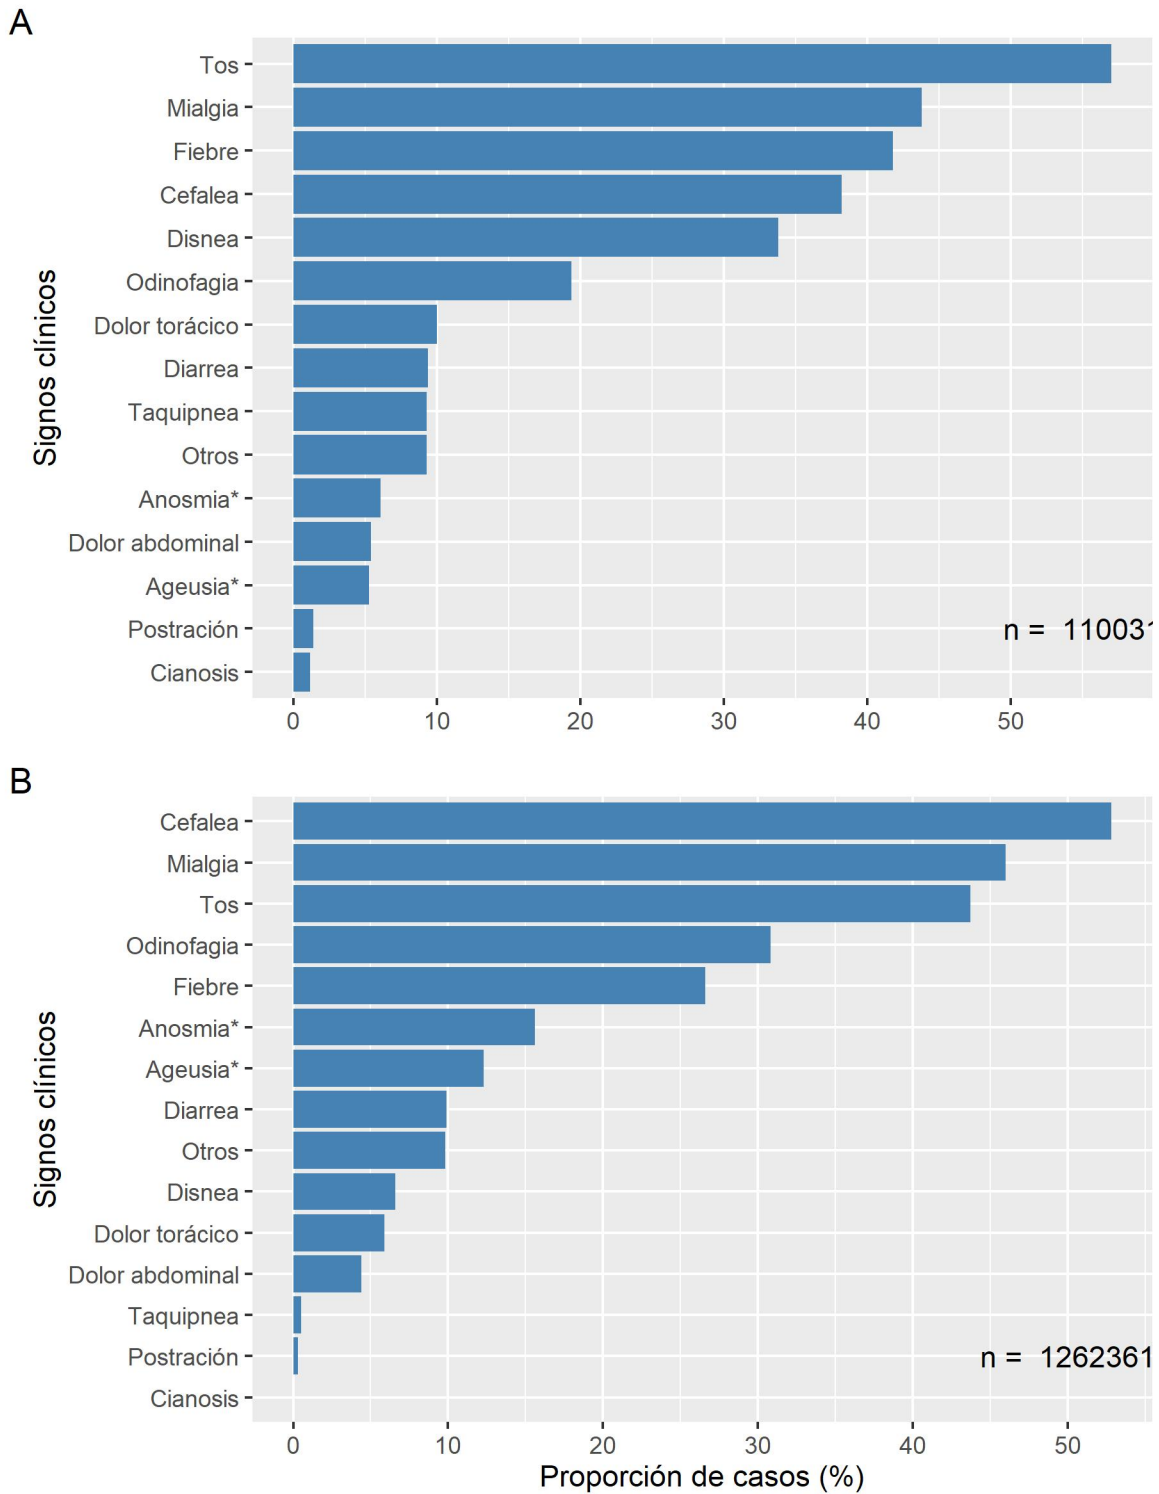 A
Tos
Mialgia
Fiebre
Cefalea
Disnea
Odinofagia
Dolor torácico
Diarrea
Taquipnea
Otros
Anosmia*
Dolor abdominal
Ageusia*
Postración
Cianosis
Signos clínicos
n = 110031
0 10 20 30 40 50
B
Cefalea
Mialgia
Tos
Odinofagia
Fiebre
Anosmia*
Ageusia*
Diarrea
Otros
Disnea
Dolor torácico
Dolor abdominal
Taquipnea
Postración
Cianosis
Signos clínicos
n = 1262361
0 10 20 30 40 50
Proporción de casos (%)